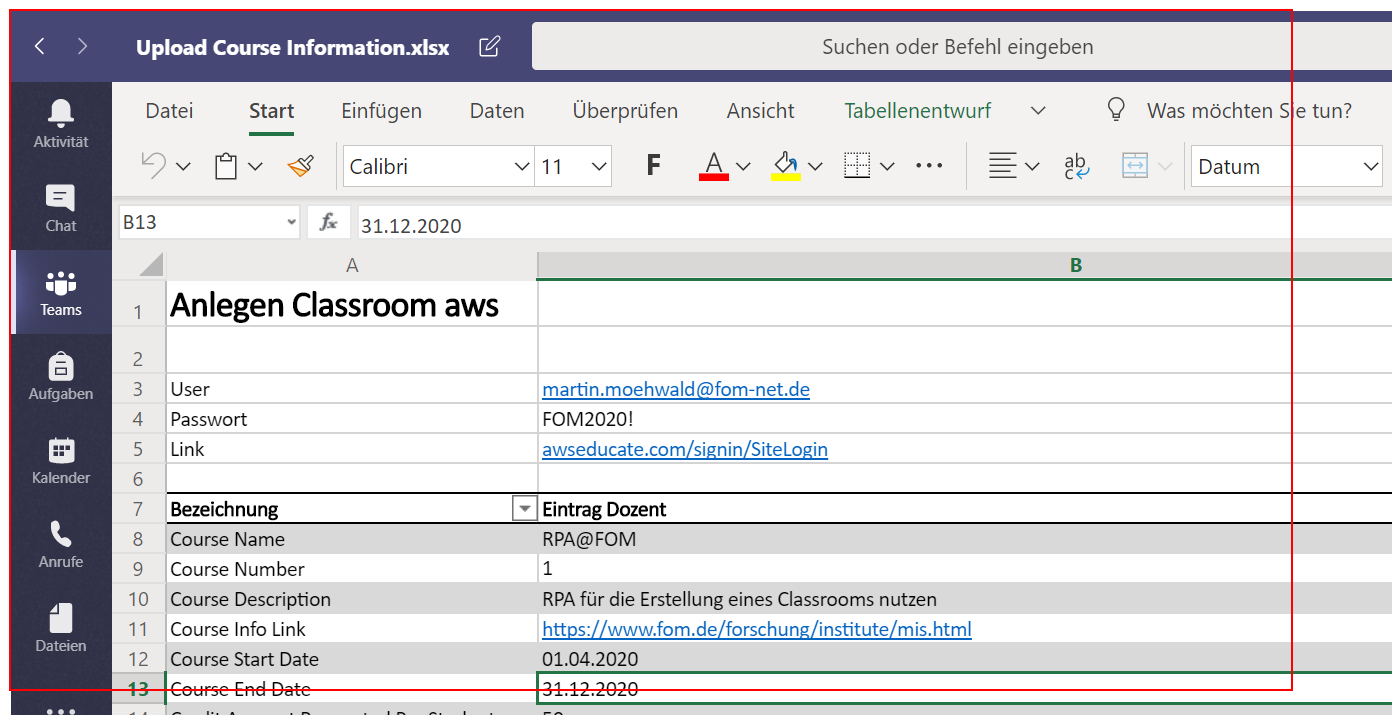 Upload Course Information.xlsx
Suchen oder Befehl eingeben
Datei Start Einfügen Daten Überprüfen Ansicht Tabellenentwurf Was möchten Sie tun?
Calibri 11 F A ab c Datum
B13 fx 31.12.2020
Aktivität
Chat
Teams
Aufgaben
Kalender
Anrufe
Dateien
A B
1 Anlegen Classroom aws
2
3 User martin.moehwald@fom-net.de
4 Passwort FOM2020!
5 Link awseducate.com/signin/SiteLogin
6
7 Bezeichnung Eintrag Dozent
8 Course Name RPA@FOM
9 Course Number 1
10 Course Description RPA für die Erstellung eines Classrooms nutzen
11 Course Info Link https://www.fom.de/forschung/institute/mis.html
12 Course Start Date 01.04.2020
13 Course End Date 31.12.2020